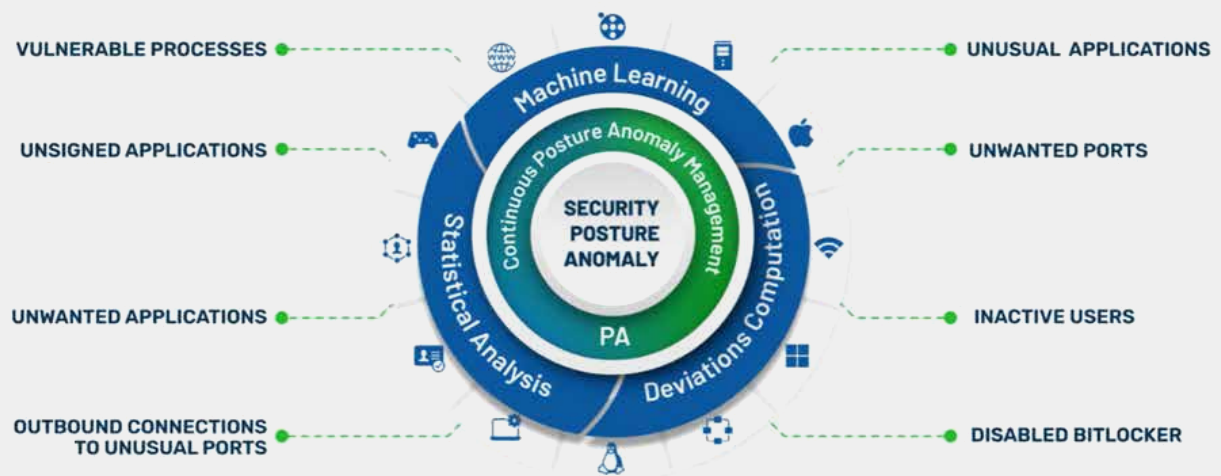 VULNERABLE PROCESSES
UNSIGNED APPLICATIONS
UNWANTED APPLICATIONS
OUTBOUND CONNECTIONS
TO UNUSUAL PORTS
WWW
Machine Learning
Statistical Analysis
Deviations Computation
Continuous Posture Anomaly Management
PA
SECURITY
POSTURE
ANOMALY
UNUSUAL APPLICATIONS
UNWANTED PORTS
INACTIVE USERS
DISABLED BITLOCKER